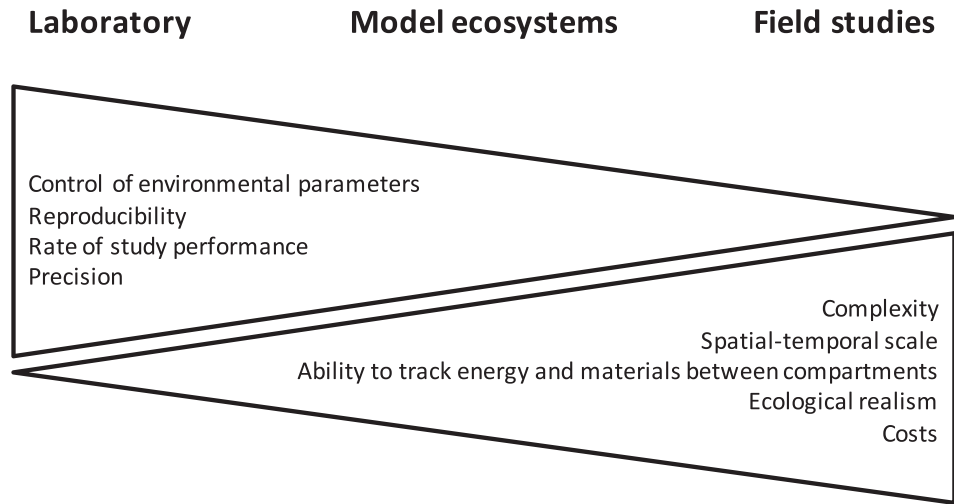 Laboratory Model ecosystems Field studies
Control of environmental parameters
Reproducibility
Rate of study performance
Precision
Complexity
Spatial-temporal scale
Ability to track energy and materials between compartments
Ecological realism
Costs